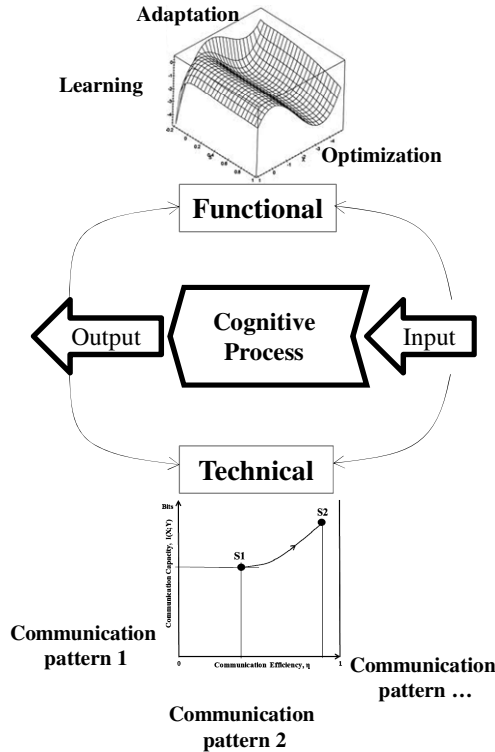 Adaptation
Learning
Optimization
Functional
Output
Cognitive
Process
Input
Technical
Bits
Communication Capacity, I(X;Y)
S1
S2
0
Communication Efficiency, η
1
Communication
pattern 1
Communication
pattern 2
Communication
pattern …